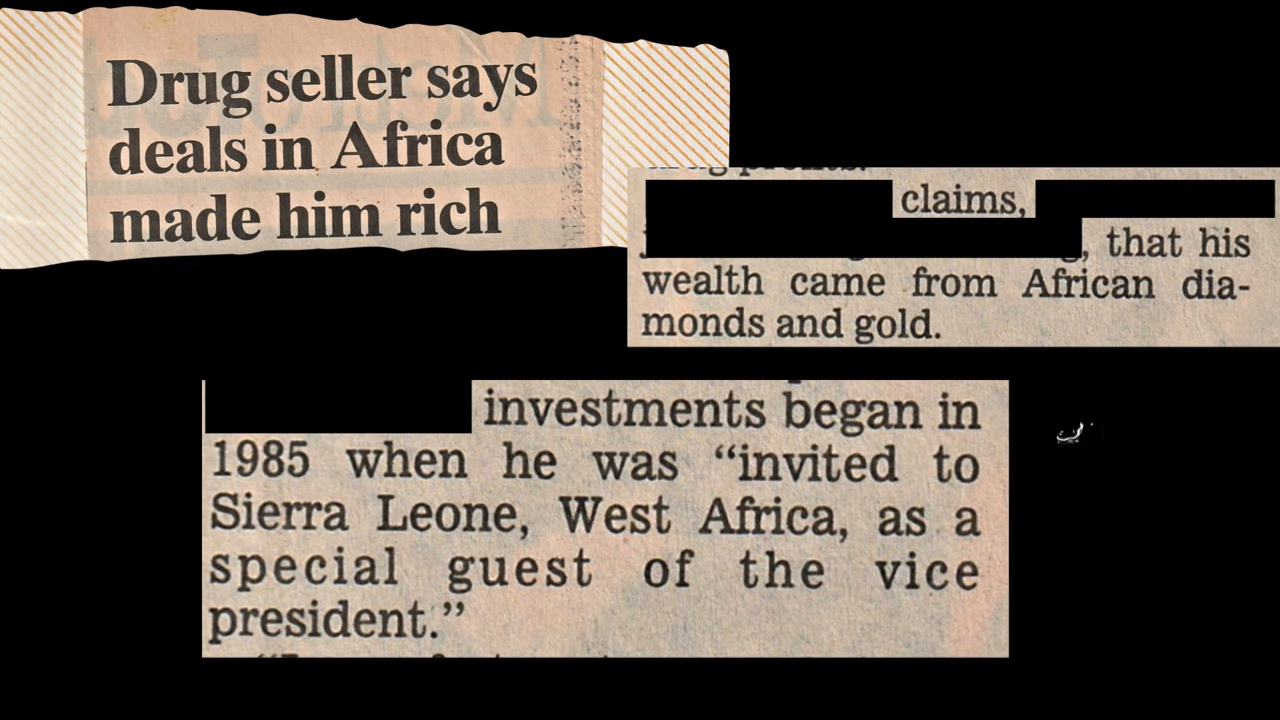 Drug seller says
deals in Africa
made him rich
claims,
, that his
wealth came from African dia-
monds and gold.
investments began in
1985 when he was “invited to
Sierra Leone, West Africa, as a
special guest of the vice
president.”